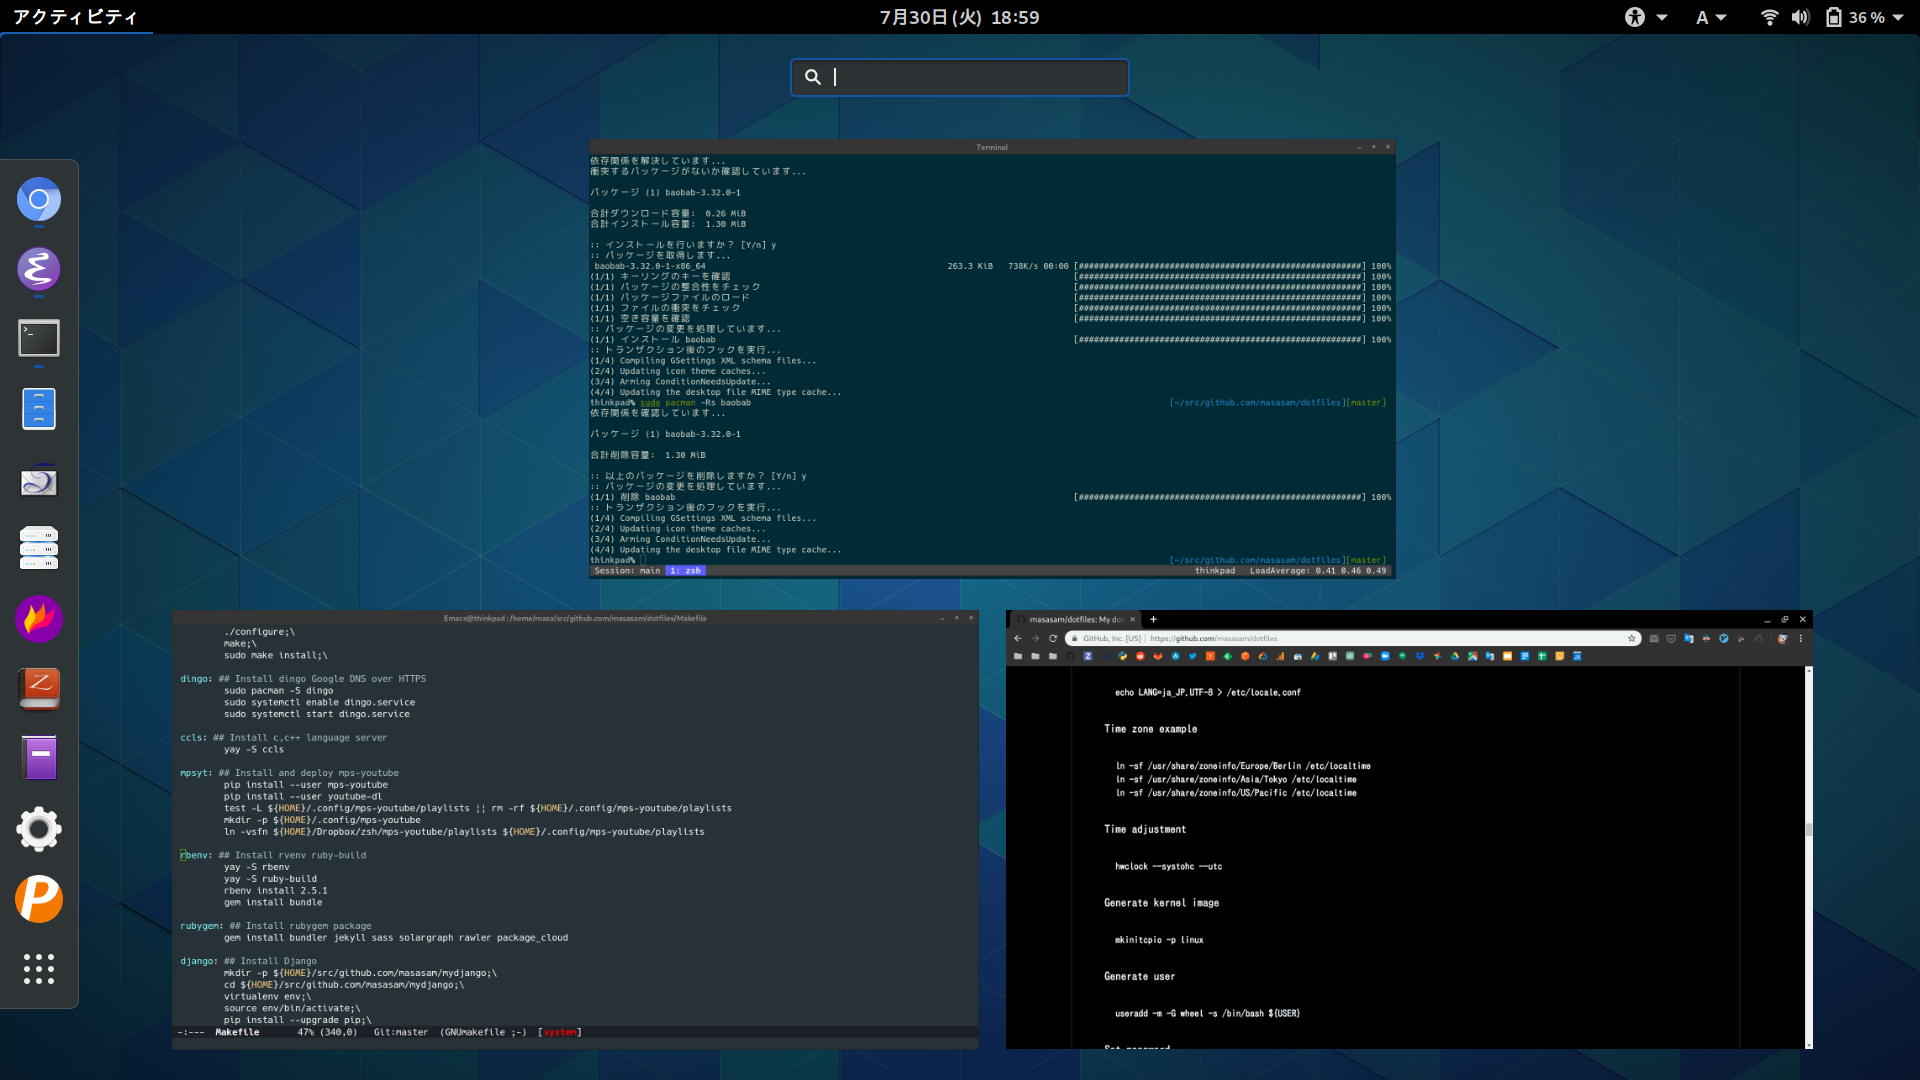 アクティビティ
7月30日 (火) 18:59
A
36 %
Terminal
依存関係を解決しています...
衝突するパッケージがないか確認しています...
パッケージ (1) baobab-3.32.0-1
合計ダウンロード容量:  0.26 MiB
合計インストール容量:  1.30 MiB
:: インストールを行いますか？ [Y/n] y
:: パッケージを取得します...
baobab-3.32.0-1-x86_64 263.3 KiB 738K/s 00:00 [########################################################] 100%
(1/1) キーリングのキーを確認 [########################################################] 100%
(1/1) パッケージの整合性をチェック [########################################################] 100%
(1/1) パッケージファイルのロード [########################################################] 100%
(1/1) ファイルの衝突をチェック [########################################################] 100%
(1/1) 空き容量を確認 [########################################################] 100%
:: パッケージの変更を処理しています...
(1/1) インストール baobab [########################################################] 100%
:: トランザクション後のフックを実行...
(1/4) Compiling GSettings XML schema files...
(2/4) Updating icon theme caches...
(3/4) Arming ConditionNeedsUpdate...
(4/4) Updating the desktop file MIME type cache...
thinkpad% sudo pacman -Rs baobab [~/src/github.com/masasam/dotfiles][master]
依存関係を確認しています...
パッケージ (1) baobab-3.32.0-1
合計削除容量:  1.30 MiB
:: 以上のパッケージを削除しますか？ [Y/n] y
:: パッケージの変更を処理しています...
(1/1) 削除 baobab [########################################################] 100%
:: トランザクション後のフックを実行...
(1/4) Compiling GSettings XML schema files...
(2/4) Updating icon theme caches...
(3/4) Arming ConditionNeedsUpdate...
(4/4) Updating the desktop file MIME type cache...
thinkpad% [~/src/github.com/masasam/dotfiles][master]
Session: main 1: zsh thinkpad LoadAverage: 0.41 0.46 0.49
Emacs@thinkpad:/home/masa/src/github.com/masasam/dotfiles/Makefile
./configure;\
make;\
sudo make install;\
dingo: ## Install dingo Google DNS over HTTPS
sudo pacman -S dingo
sudo systemctl enable dingo.service
sudo systemctl start dingo.service
ccls: ## Install c,c++ language server
yay -S ccls
mpsyt: ## Install and deploy mps-youtube
pip install --user mps-youtube
pip install --user youtube-dl
test -L ${HOME}/.config/mps-youtube/playlists || rm -rf ${HOME}/.config/mps-youtube/playlists
mkdir -p ${HOME}/.config/mps-youtube
ln -vsfn ${HOME}/Dropbox/zsh/mps-youtube/playlists ${HOME}/.config/mps-youtube/playlists
rbenv: ## Install rvenv ruby-build
yay -S rbenv
yay -S ruby-build
rbenv install 2.5.1
gem install bundle
rubygem: ## Install rubygem package
gem install bundler jekyll sass solargraph rawler package_cloud
django: ## Install Django
mkdir -p ${HOME}/src/github.com/masasam/mydjango;\
cd ${HOME}/src/github.com/masasam/mydjango;\
virtualenv env;\
source env/bin/activate;\
pip install --upgrade pip;\
-:--- Makefile 47% (340,0) Git:master (GNUmakefile ;-) [system]
masasam/dotfiles: My dot
GitHub, Inc. [US] | https://github.com/masasam/dotfiles
echo LANG=ja_JP.UTF-8 > /etc/locale.conf
Time zone example
ln -sf /usr/share/zoneinfo/Europe/Berlin /etc/localtime
ln -sf /usr/share/zoneinfo/Asia/Tokyo /etc/localtime
ln -sf /usr/share/zoneinfo/US/Pacific /etc/localtime
Time adjustment
hwclock --systohc --utc
Generate kernel image
mkinitcpio -p linux
Generate user
useradd -m -G wheel -s /bin/bash ${USER}
Set password